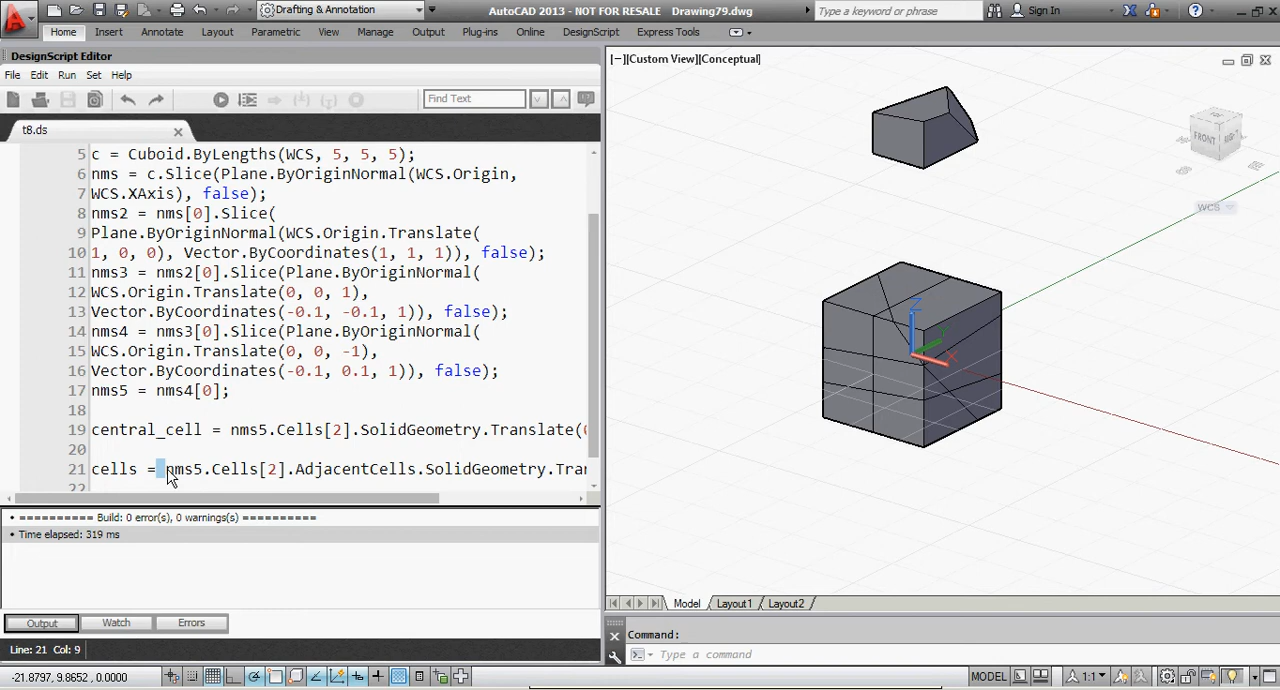 Drafting & Annotation
AutoCAD 2013 - NOT FOR RESALE Drawing79.dwg
Type a keyword or phrase
Sign In
Home Insert Annotate Layout Parametric View Manage Output Plug-ins Online DesignScript Express Tools
DesignScript Editor
File Edit Run Set Help
Find Text
t8.ds
5 c = Cuboid.ByLengths(WCS, 5, 5, 5);
6 nms = c.Slice(Plane.ByOriginNormal(WCS.Origin,
7 WCS.XAxis), false);
8 nms2 = nms[0].Slice(
9 Plane.ByOriginNormal(WCS.Origin.Translate(
10 1, 0, 0), Vector.ByCoordinates(1, 1, 1)), false);
11 nms3 = nms2[0].Slice(Plane.ByOriginNormal(
12 WCS.Origin.Translate(0, 0, 1),
13 Vector.ByCoordinates(-0.1, -0.1, 1)), false);
14 nms4 = nms3[0].Slice(Plane.ByOriginNormal(
15 WCS.Origin.Translate(0, 0, -1),
16 Vector.ByCoordinates(-0.1, 0.1, 1)), false);
17 nms5 = nms4[0];
18
19 central_cell = nms5.Cells[2].SolidGeometry.Translate(
20
21 cells = nms5.Cells[2].AdjacentCells.SolidGeometry.Tran
22
========== Build: 0 error(s), 0 warnings(s) ==========
Time elapsed: 319 ms
Output Watch Errors
Line: 21 Col: 9
[−][Custom View][Conceptual]
FRONT RIGHT
WCS
Z
X
Model Layout1 Layout2
Command:
Type a command
-21.8797, 9.8652, 0.0000
MODEL
1:1